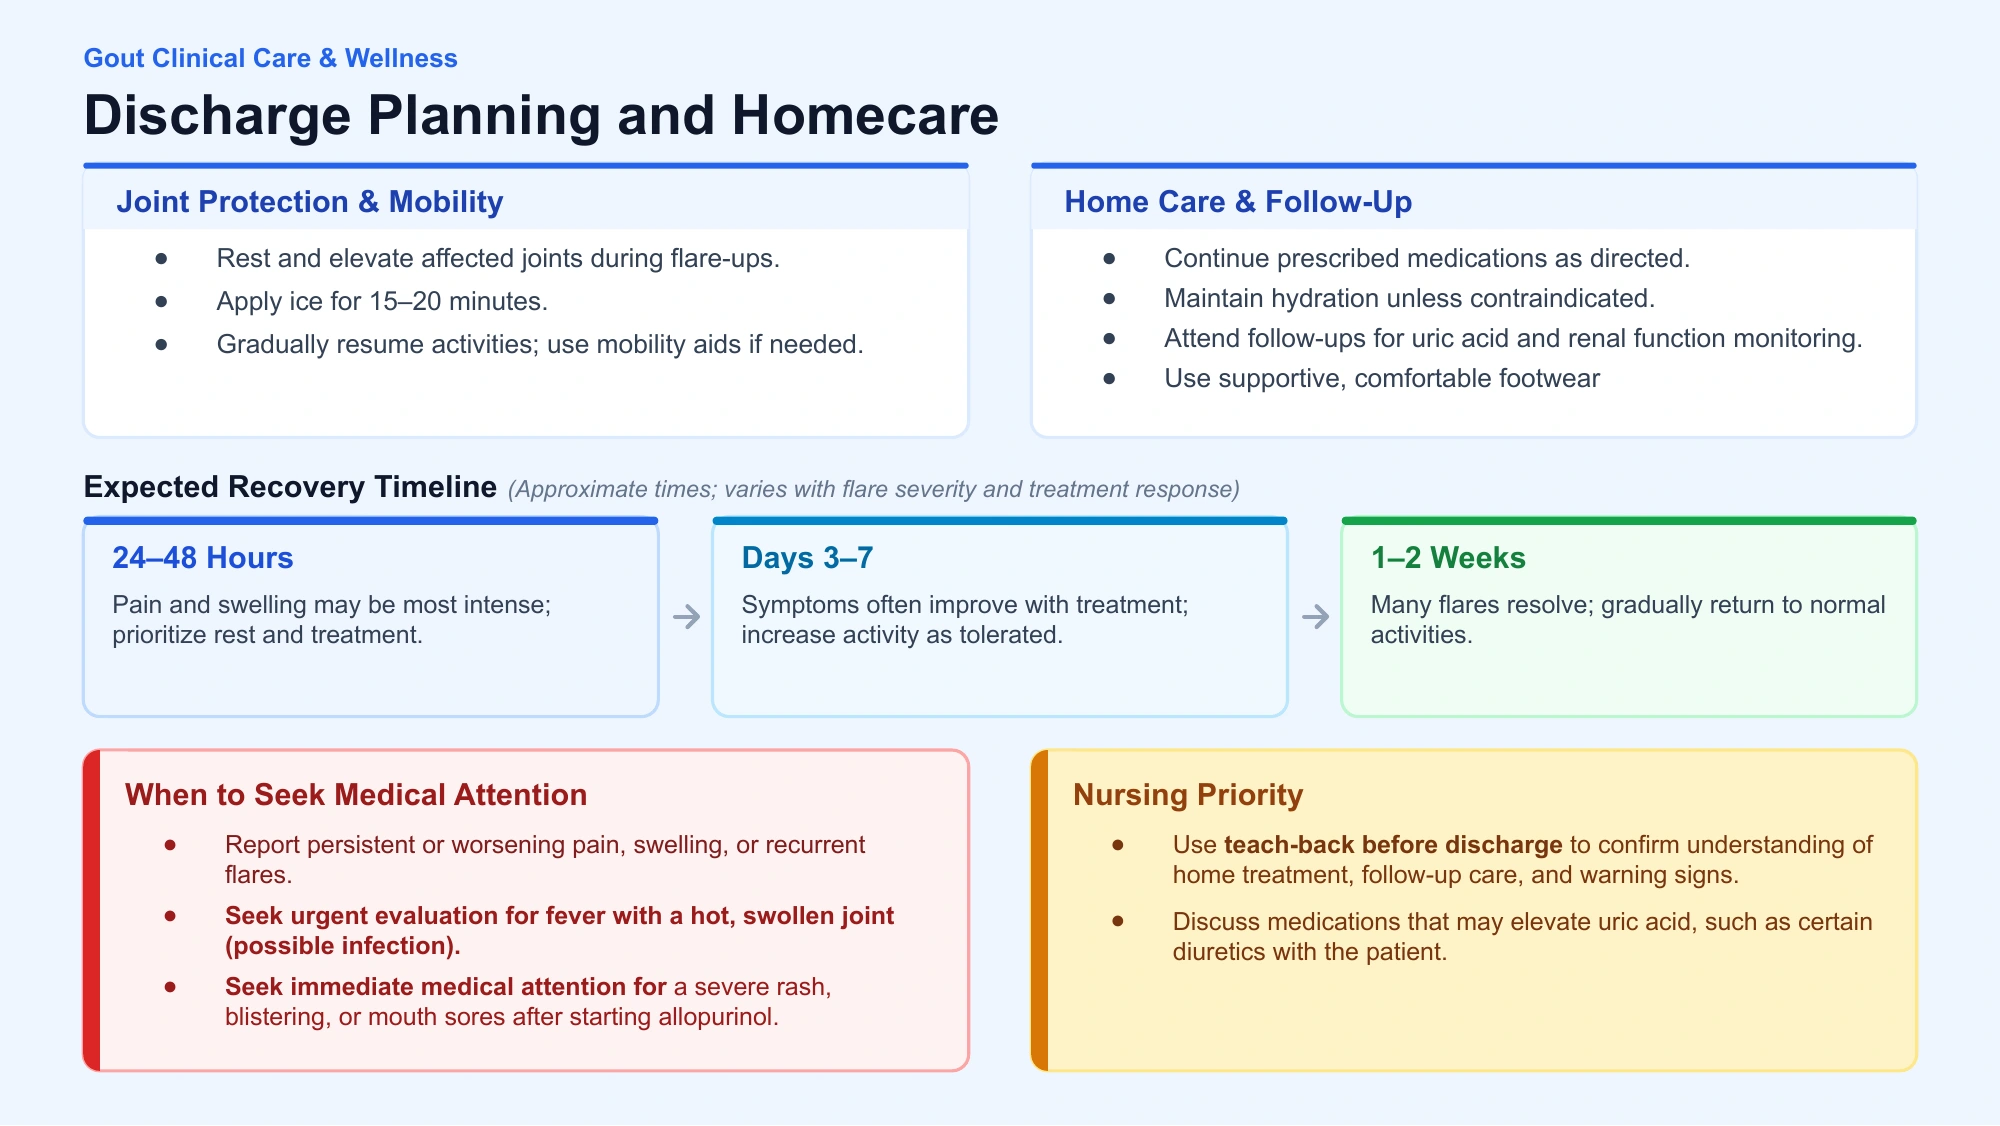 Gout Clinical Care & Wellness
Discharge Planning and Homecare
Joint Protection & Mobility
● Rest and elevate affected joints during flare-ups.
● Apply ice for 15–20 minutes.
● Gradually resume activities; use mobility aids if needed.
Home Care & Follow-Up
● Continue prescribed medications as directed.
● Maintain hydration unless contraindicated.
● Attend follow-ups for uric acid and renal function monitoring.
● Use supportive, comfortable footwear
Expected Recovery Timeline (Approximate times; varies with flare severity and treatment response)
24–48 Hours
Pain and swelling may be most intense;
prioritize rest and treatment.
Days 3–7
Symptoms often improve with treatment;
increase activity as tolerated.
1–2 Weeks
Many flares resolve; gradually return to normal
activities.
When to Seek Medical Attention
● Report persistent or worsening pain, swelling, or recurrent
flares.
● Seek urgent evaluation for fever with a hot, swollen joint
(possible infection).
● Seek immediate medical attention for a severe rash,
blistering, or mouth sores after starting allopurinol.
Nursing Priority
● Use teach-back before discharge to confirm understanding of
home treatment, follow-up care, and warning signs.
● Discuss medications that may elevate uric acid, such as certain
diuretics with the patient.